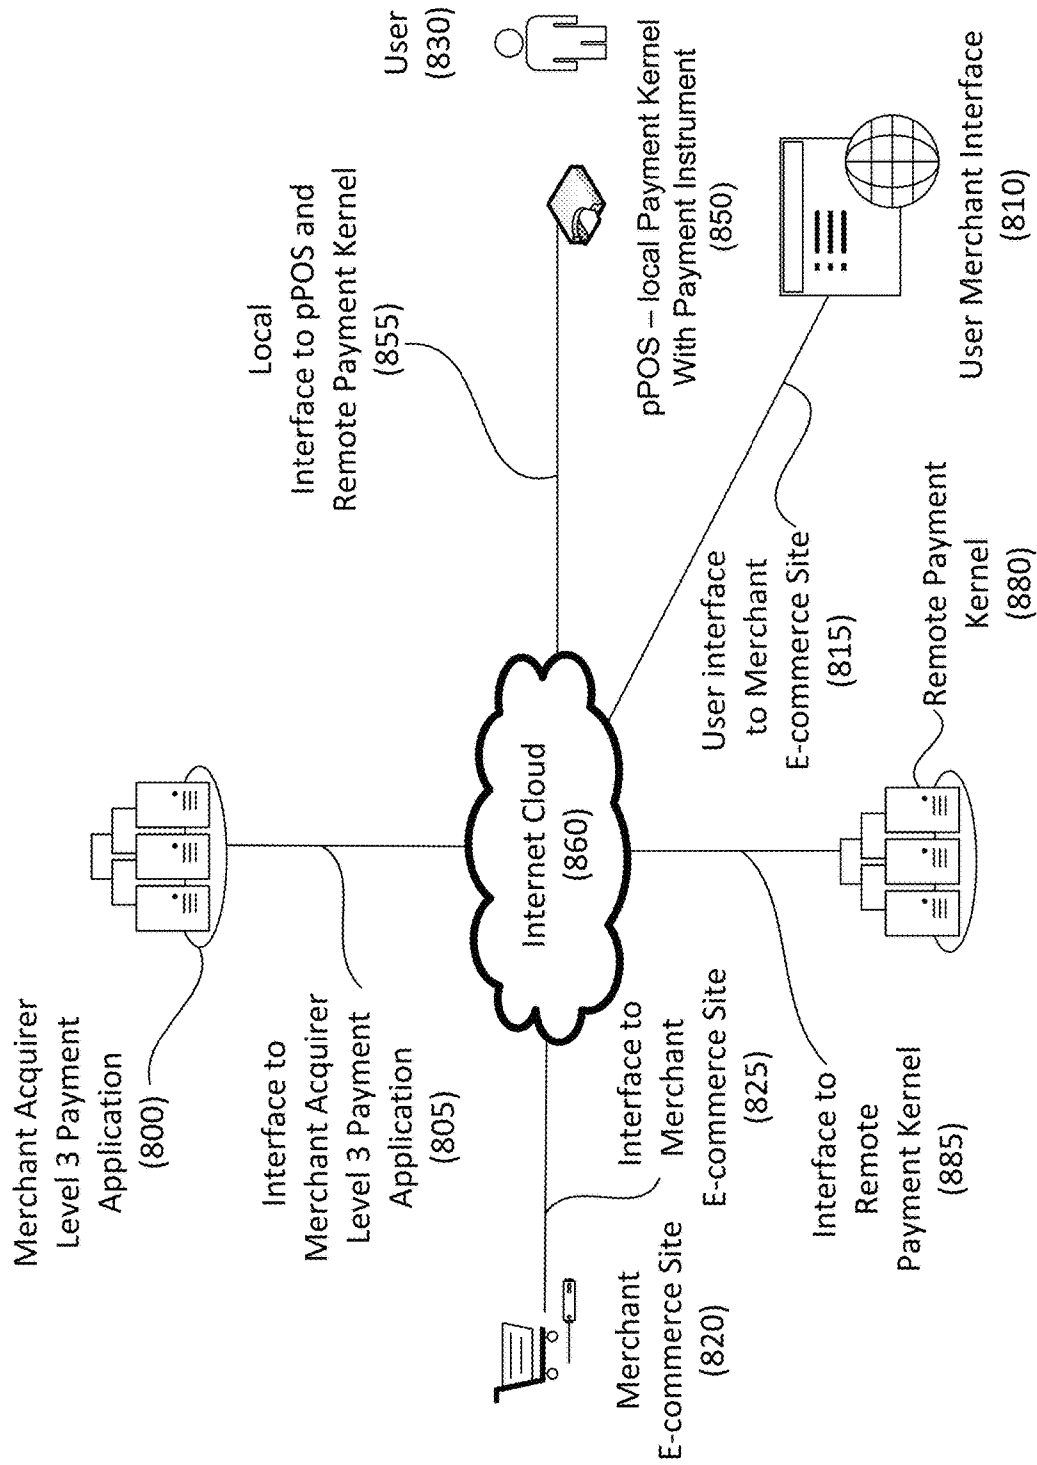 Merchant Acquirer
Level 3 Payment
Application
(800)
Interface to
Merchant Acquirer
Level 3 Payment
Application
(805)
Local
Interface to pPOS and
Remote Payment Kernel
(855)
User
(830)
Merchant
E-commerce Site
(820)
Interface to
Merchant
E-commerce Site
(825)
Internet Cloud
(860)
pPOS – local Payment Kernel
With Payment Instrument
(850)
User interface
to Merchant
E-commerce Site
(815)
User Merchant Interface
(810)
Interface to
Remote
Payment Kernel
(885)
Remote Payment
Kernel
(880)